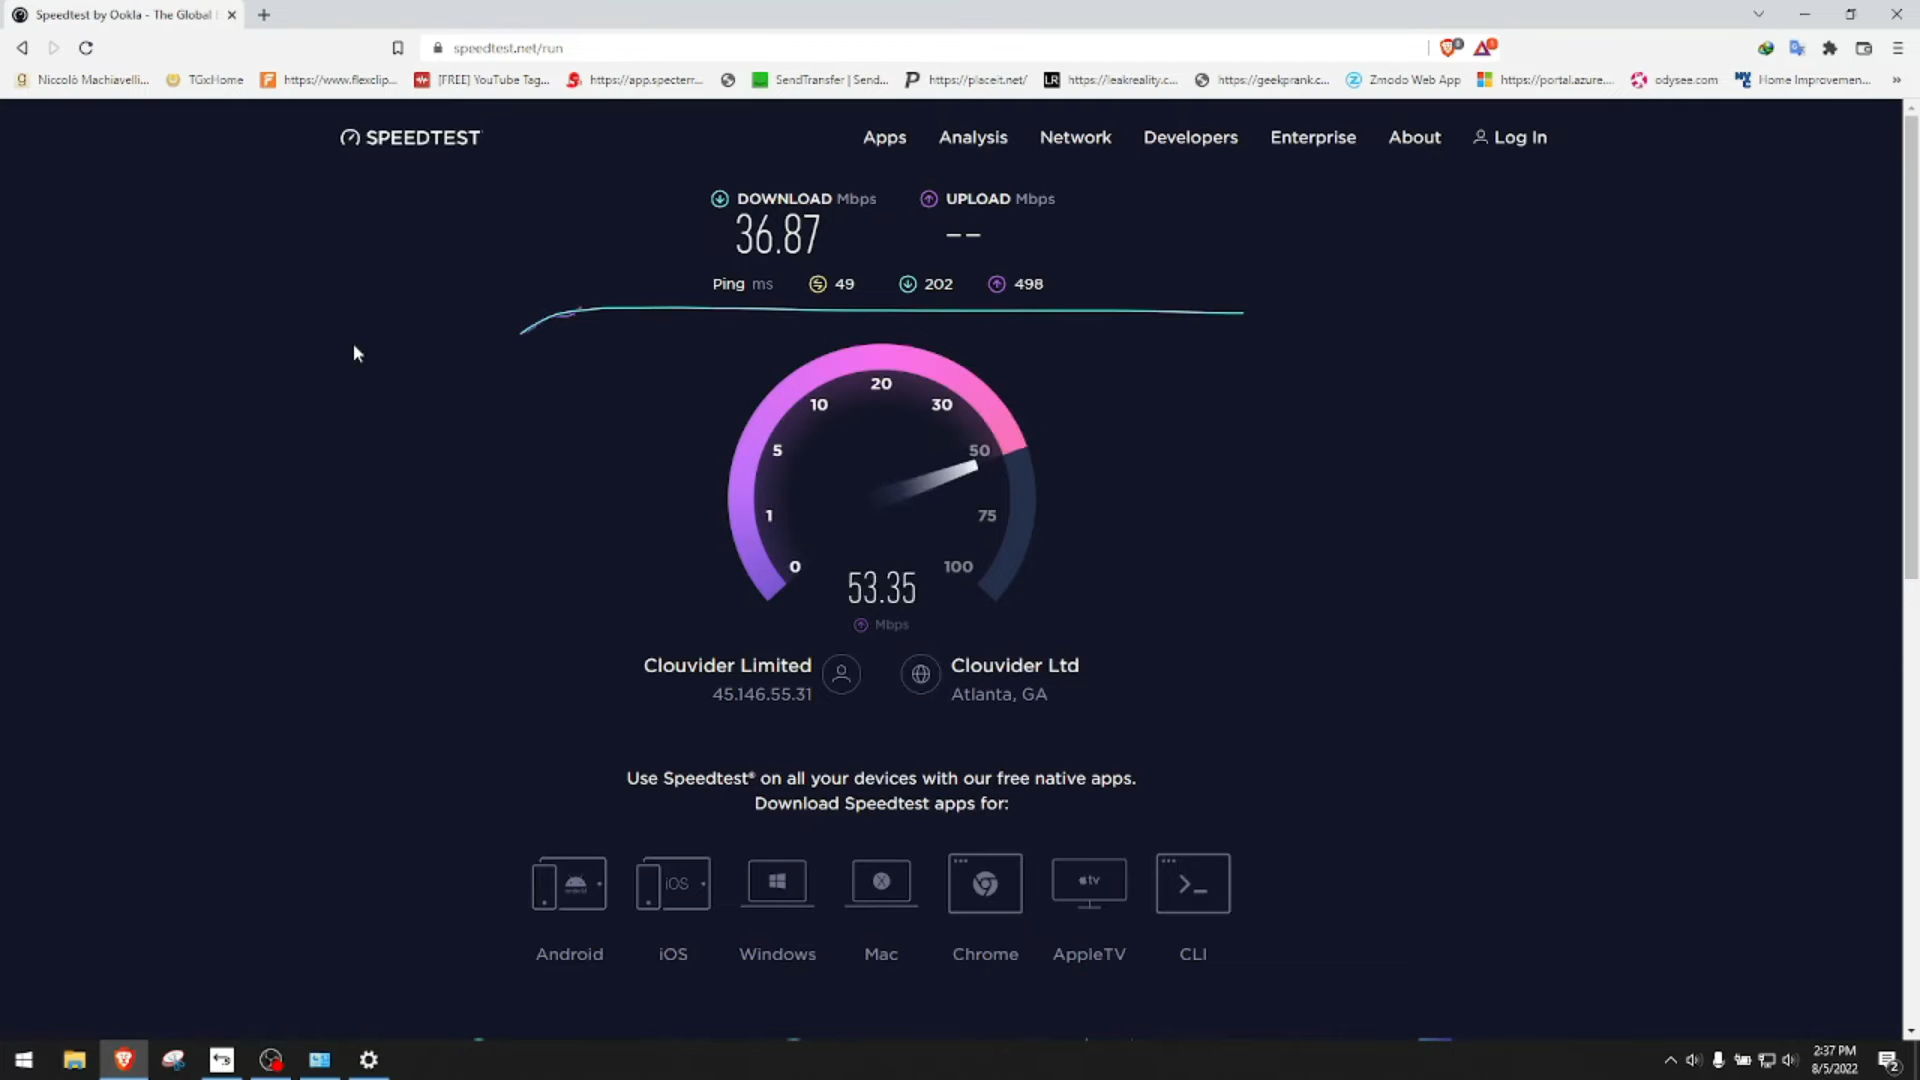 Speedtest by Ookla - The Global
speedtest.net/run
Niccolò Machiavelli...
TGxHome
https://www.flexclip...
[FREE] YouTube Tag...
https://app.specterr...
SendTransfer | Send...
https://placeit.net/
LR
https://leakreality.c...
https://geekprank.c...
Zmodo Web App
https://portal.azure....
odysee.com
Home Improvemen...
SPEEDTEST
Apps
Analysis
Network
Developers
Enterprise
About
Log In
DOWNLOAD Mbps
UPLOAD Mbps
36.87
--
Ping ms
49
202
498
20
10
30
5
50
1
75
0
100
53.35
Mbps
Clouvider Limited
45.146.55.31
Clouvider Ltd
Atlanta, GA
Use Speedtest® on all your devices with our free native apps.
Download Speedtest apps for:
iOS
tv
Android
iOS
Windows
Mac
Chrome
AppleTV
CLI
2:37 PM
8/5/2022
2